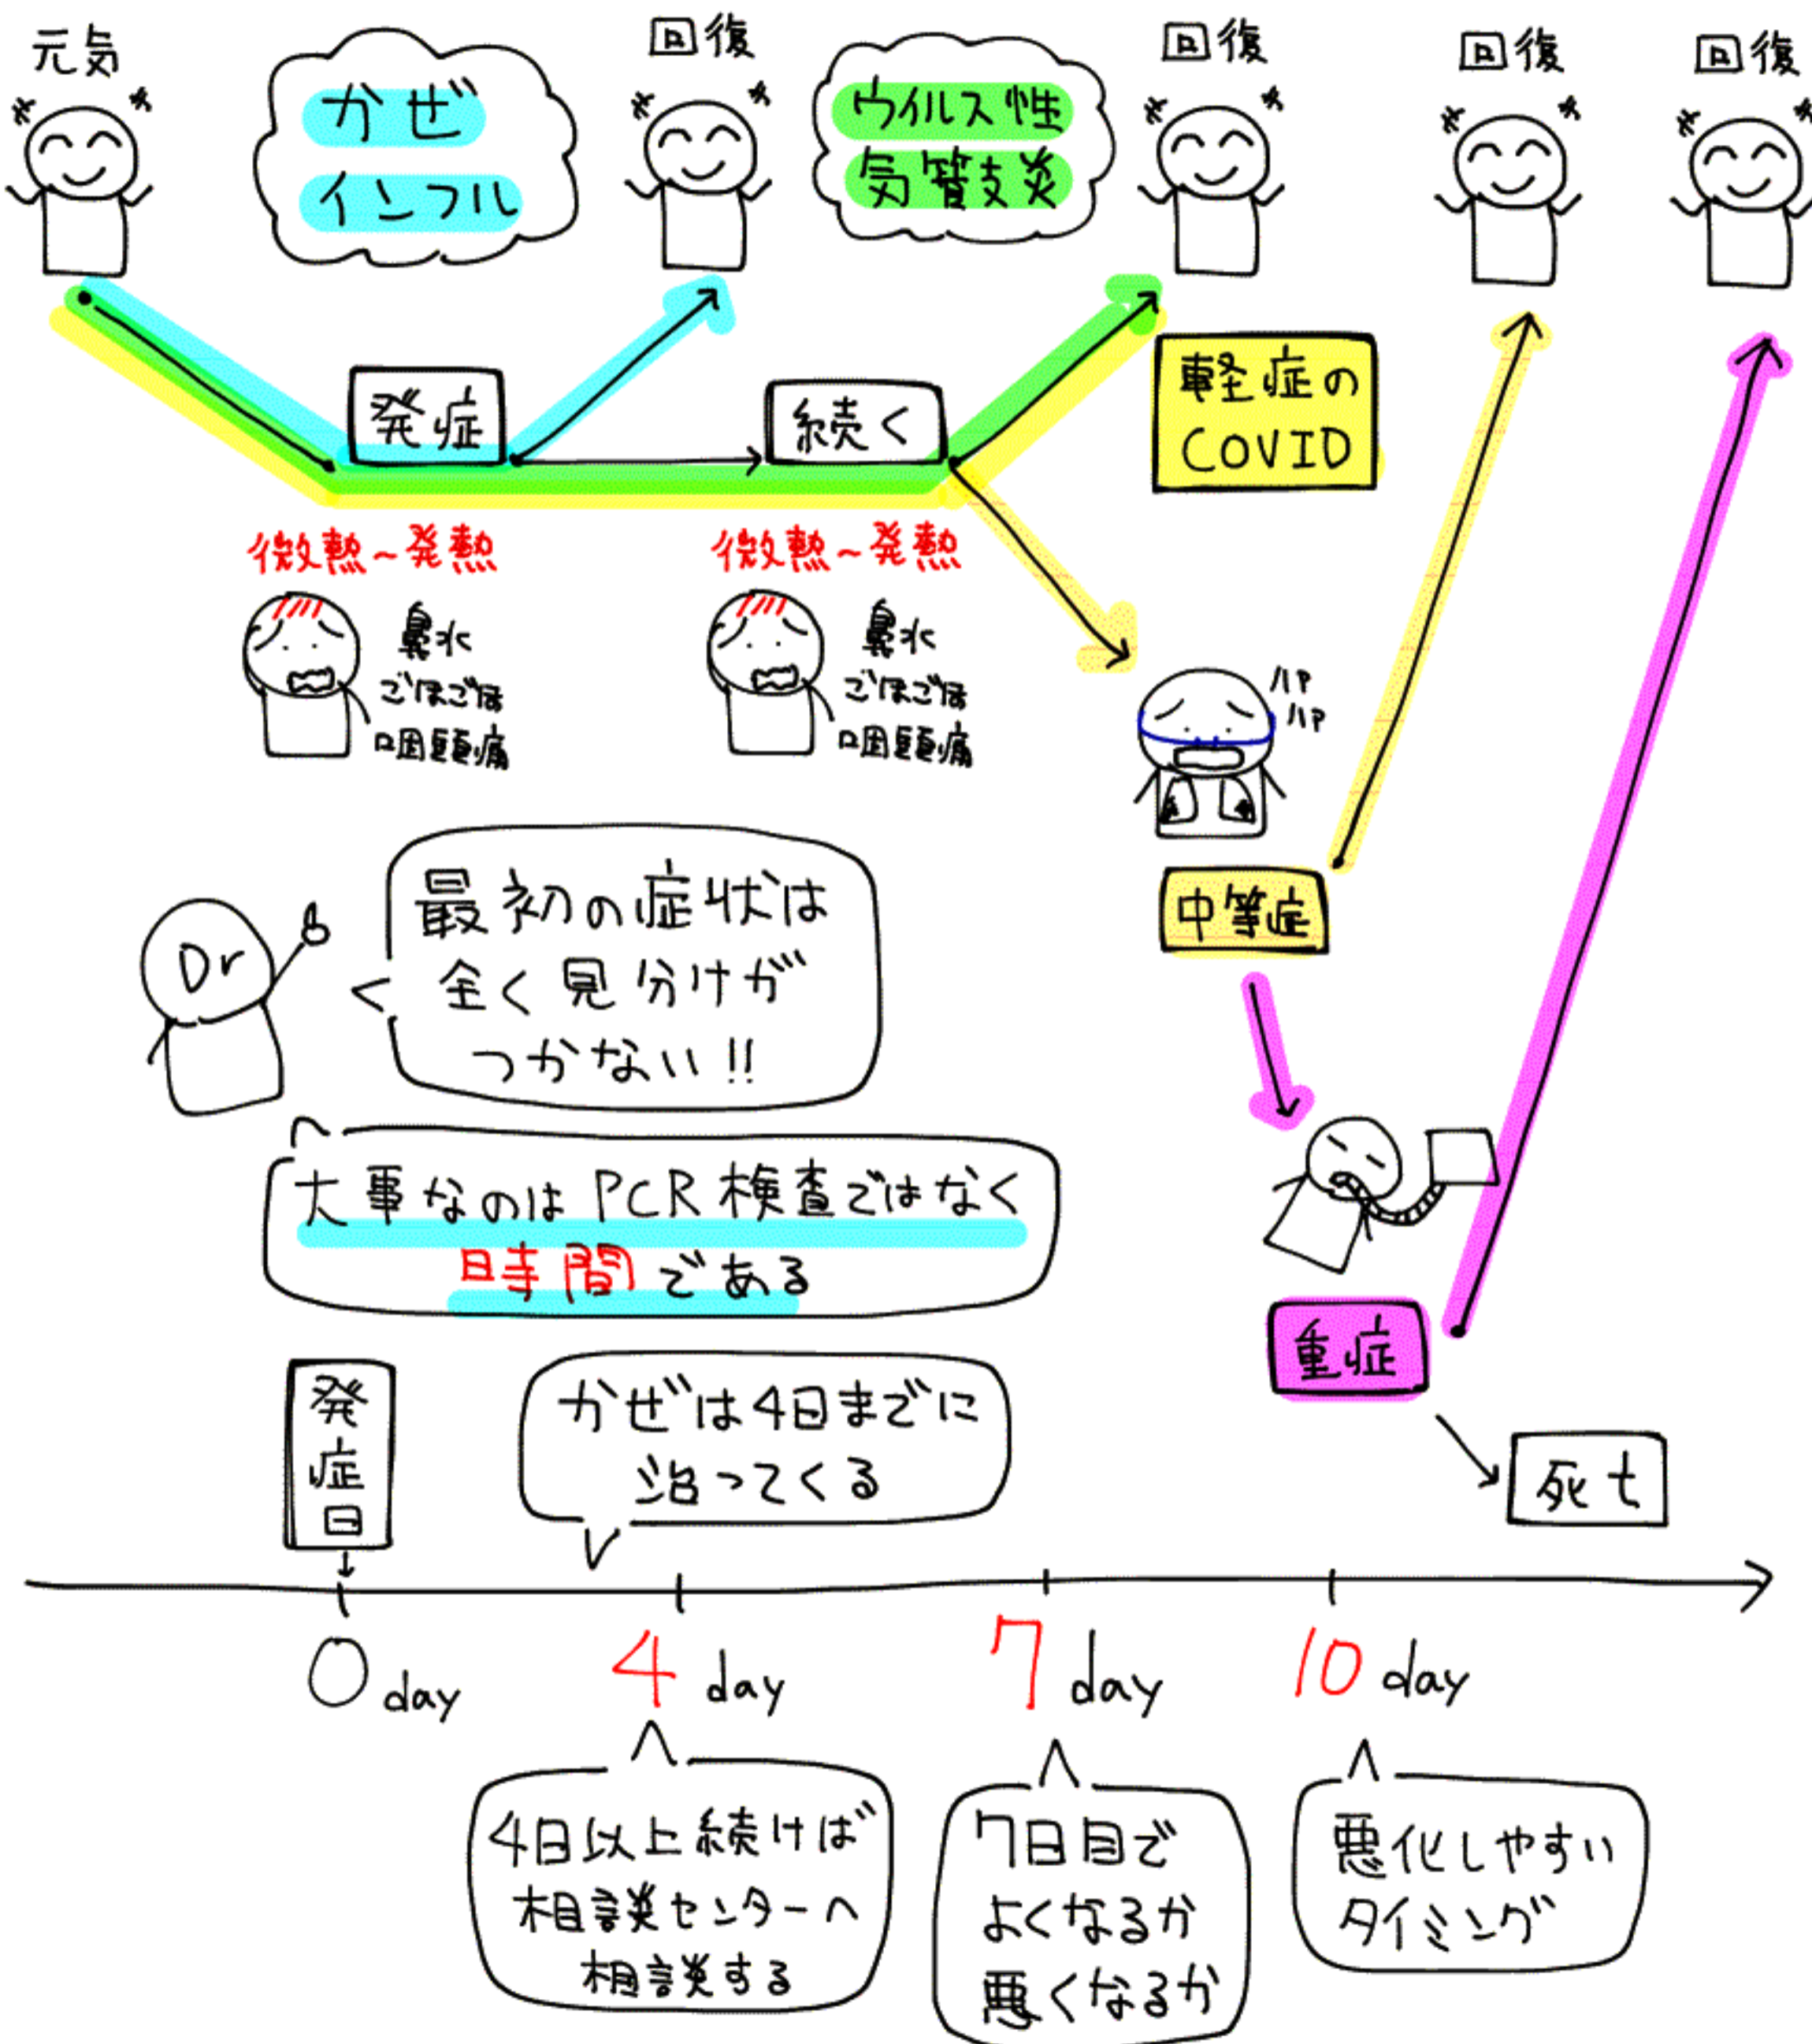 元気
かぜ
インフル
回復
ウイルス性
気管支炎
回復
回復
回復
発症
続く
軽症の
COVID
微熱~発熱
鼻水
ごほごほ
咽頭痛
微熱~発熱
鼻水
ごほごほ
咽頭痛
ハァ
ハァ
中等症
Dr
最初の症状は
全く見分けが
つかない!!
大事なのはPCR検査ではなく
時間である
重症
死亡
発症日
かぜは4日までに
治ってくる
0 day
4 day
7 day
10 day
4日以上続けば
相談センターへ
相談する
7日目で
よくなるか
悪くなるか
悪化しやすい
タイミング